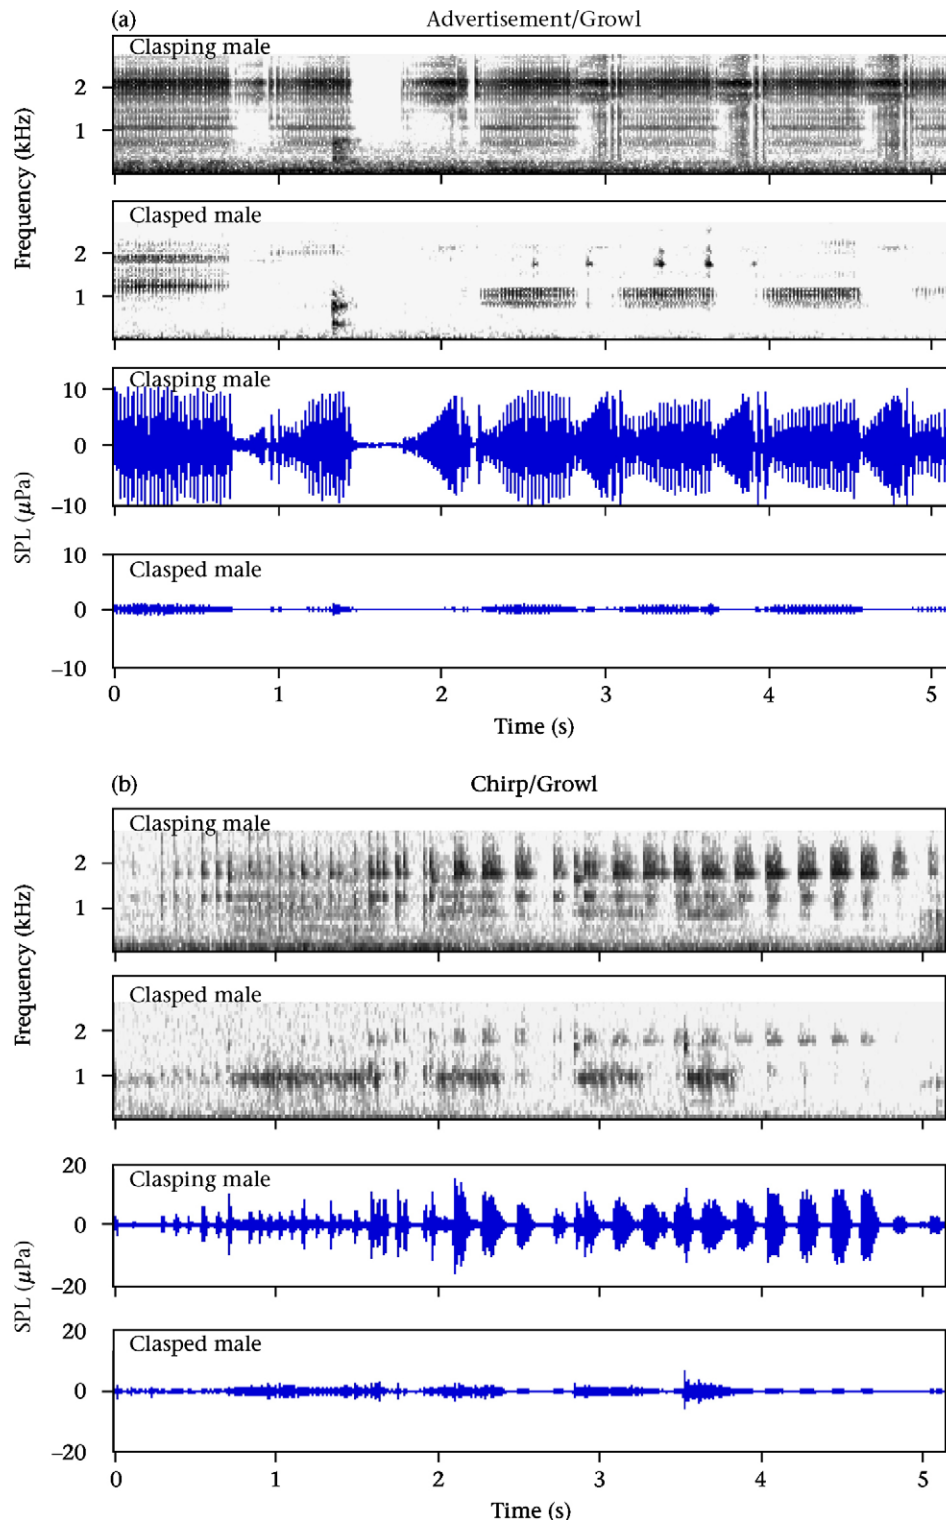 (a)
Advertisement/Growl
Clasping male
2
1
Frequency (kHz)
Clasped male
2
1
Clasping male
10
0
–10
SPL (µPa)
Clasped male
10
0
–10
0 1 2 3 4 5
Time (s)
(b)
Chirp/Growl
Clasping male
2
1
Frequency (kHz)
Clasped male
2
1
Clasping male
20
0
–20
SPL (µPa)
Clasped male
20
0
–20
0 1 2 3 4 5
Time (s)